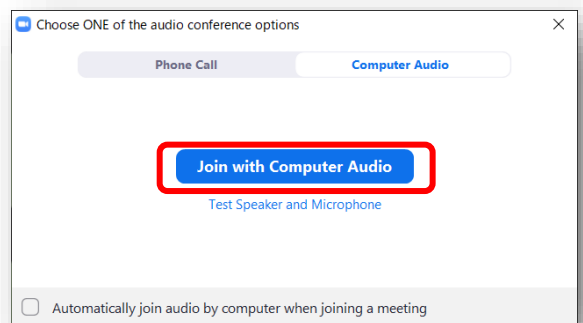 Choose ONE of the audio conference options
Phone Call
Computer Audio
Join with Computer Audio
Test Speaker and Microphone
Automatically join audio by computer when joining a meeting